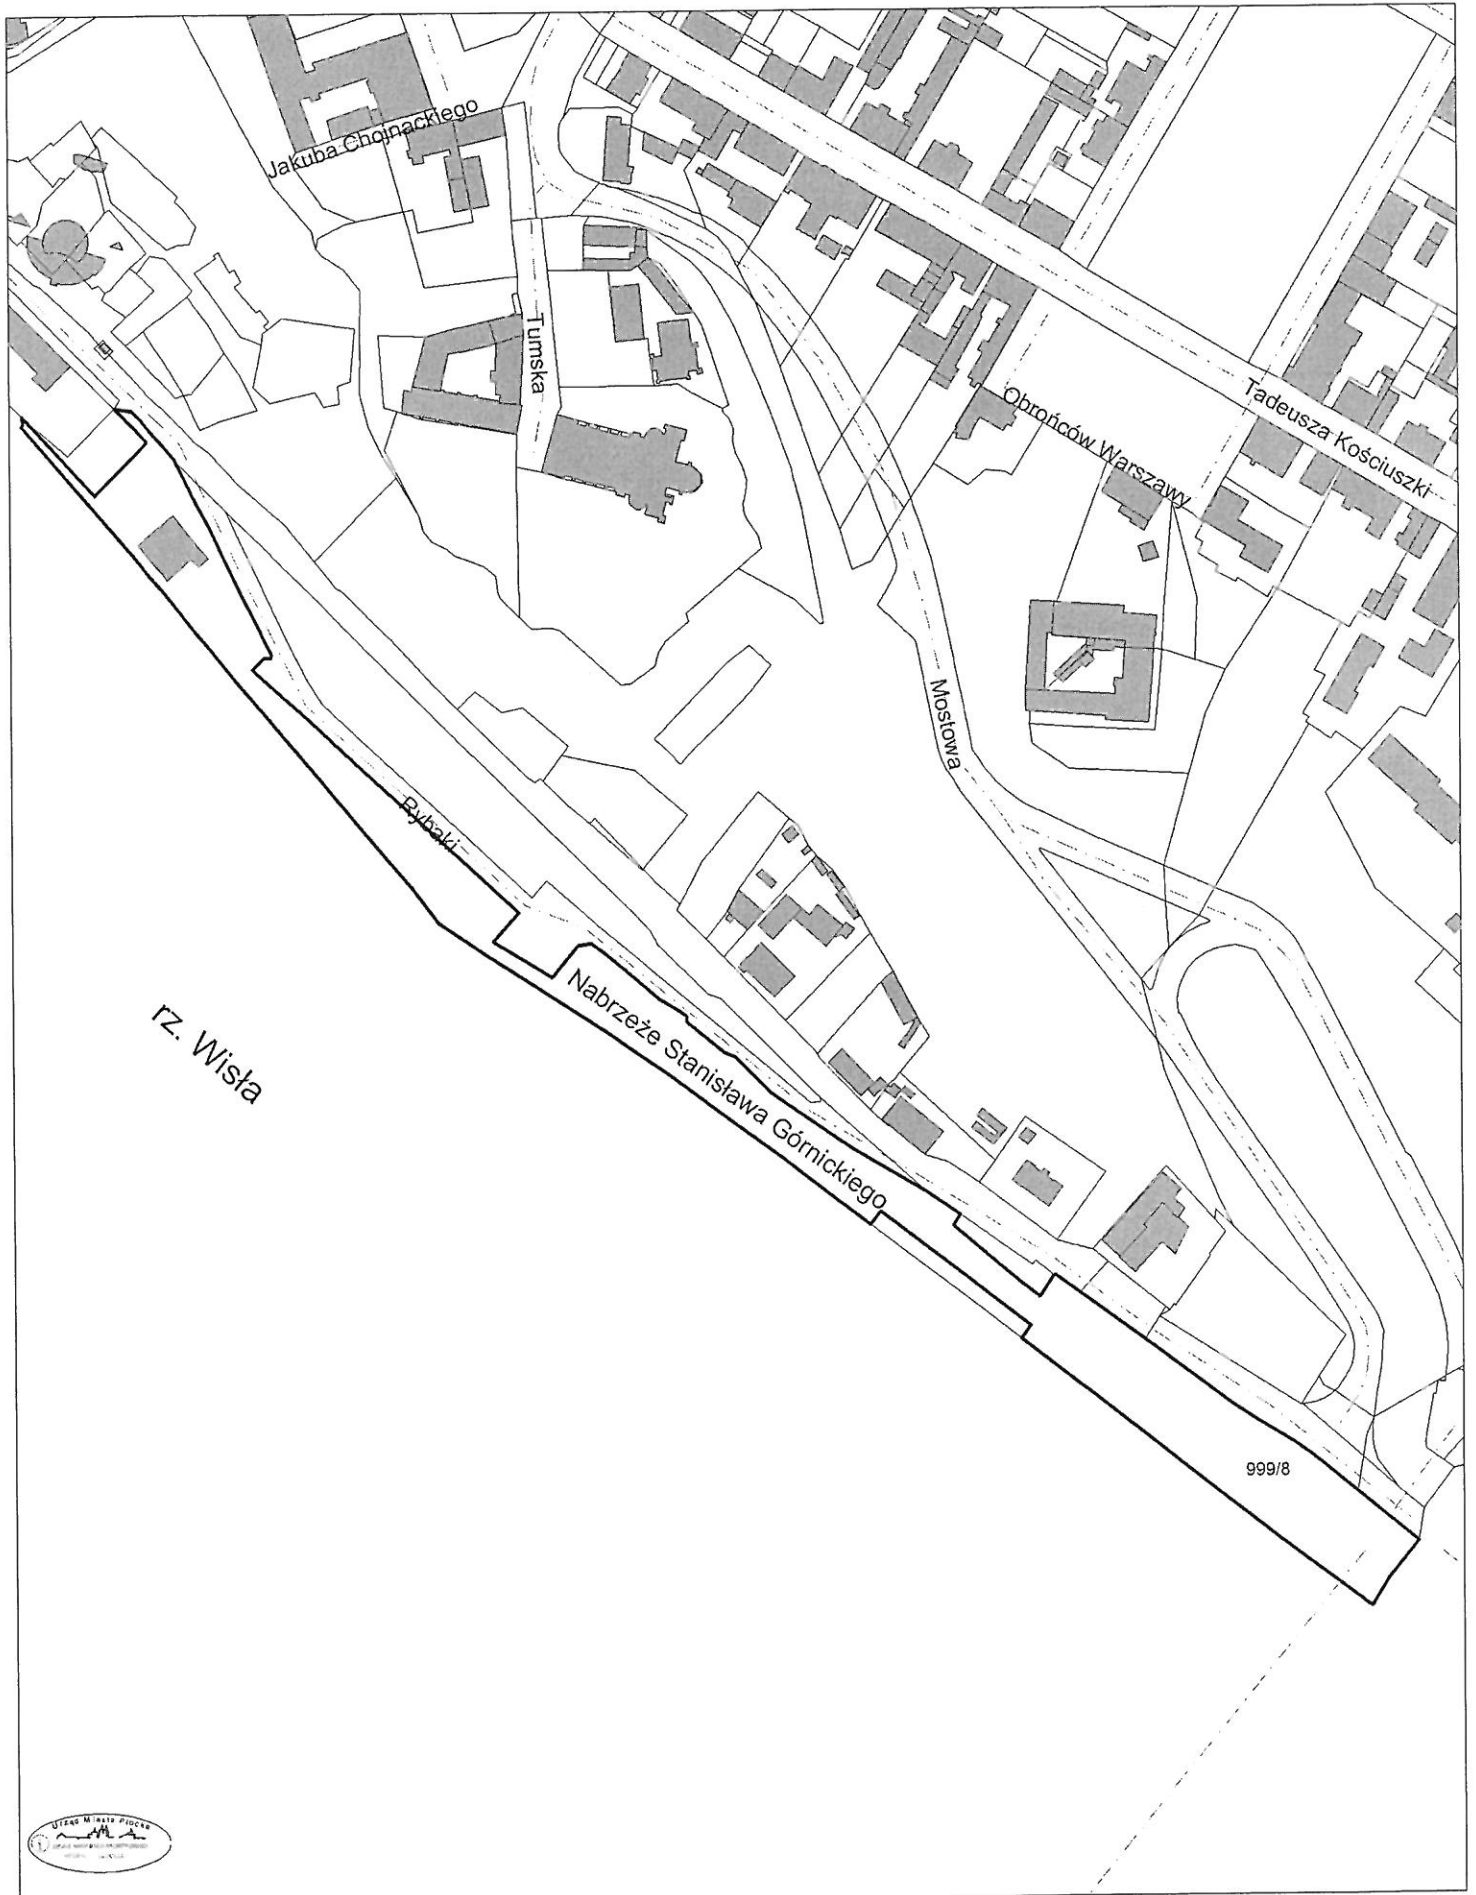 Jakuba Chojnackiego
Tumska
Tadeusza Kościuszki
Obrońców Warszawy
Mostowa
Rybaki
Nabrzeże Stanisława Górnickiego
rz. Wisła
999/8
Urząd Miasta Płocka